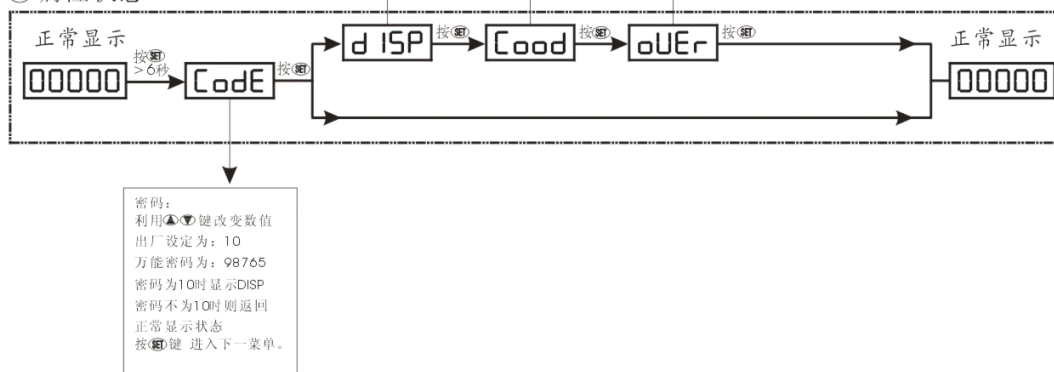 正常显示
00000
按SET
>6秒
CodE
按SET
dISP
按SET
Cood
按SET
oUEr
按SET
正常显示
00000
密码：
利用▲▼键改变数值
出厂设定为：10
万能密码为：98765
密码为10时显示DISP
密码不为10时则返回
正常显示状态
按SET键 进入下一菜单。